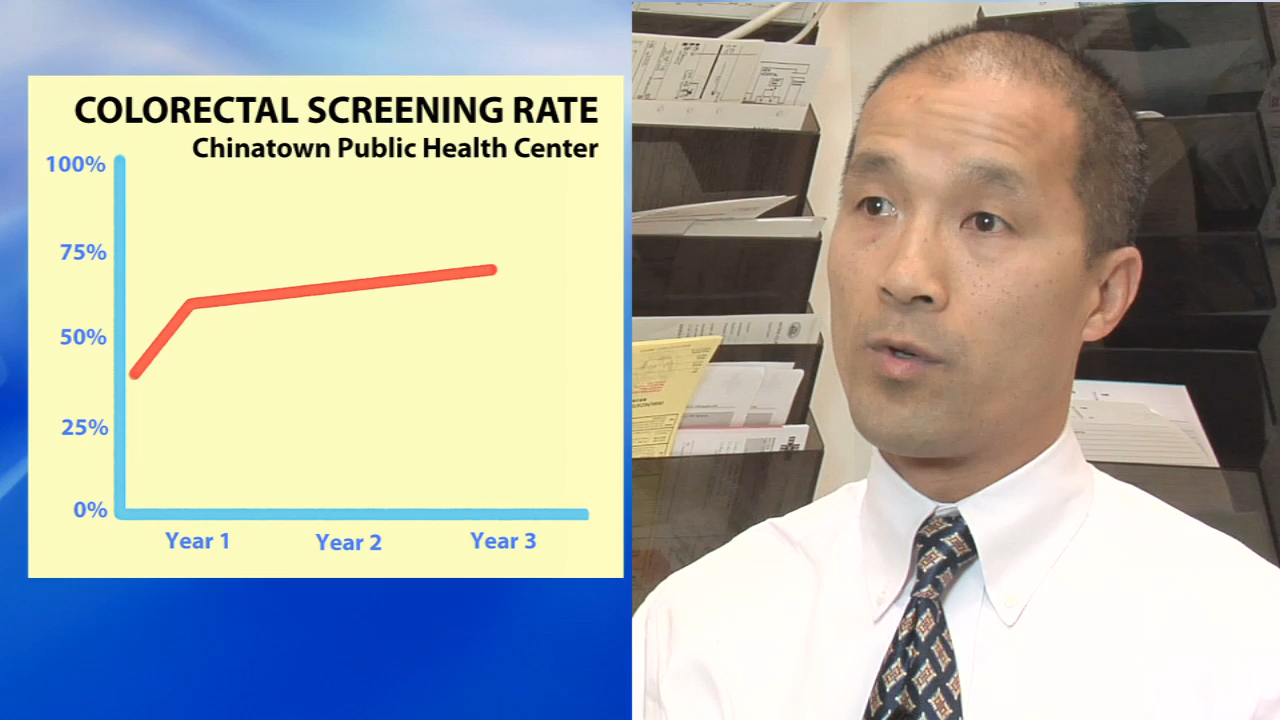 COLORECTAL SCREENING RATE
Chinatown Public Health Center
100%
75%
50%
25%
0%
Year 1 Year 2 Year 3